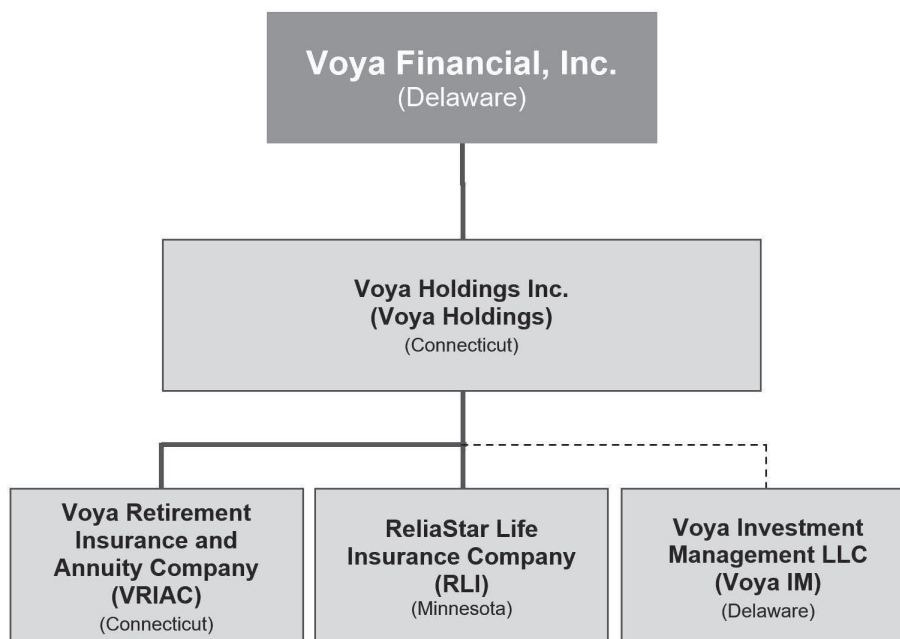 Voya Financial, Inc.
(Delaware)
Voya Holdings Inc.
(Voya Holdings)
(Connecticut)
Voya Retirement
Insurance and
Annuity Company
(VRIAC)
(Connecticut)
ReliaStar Life
Insurance Company
(RLI)
(Minnesota)
Voya Investment
Management LLC
(Voya IM)
(Delaware)